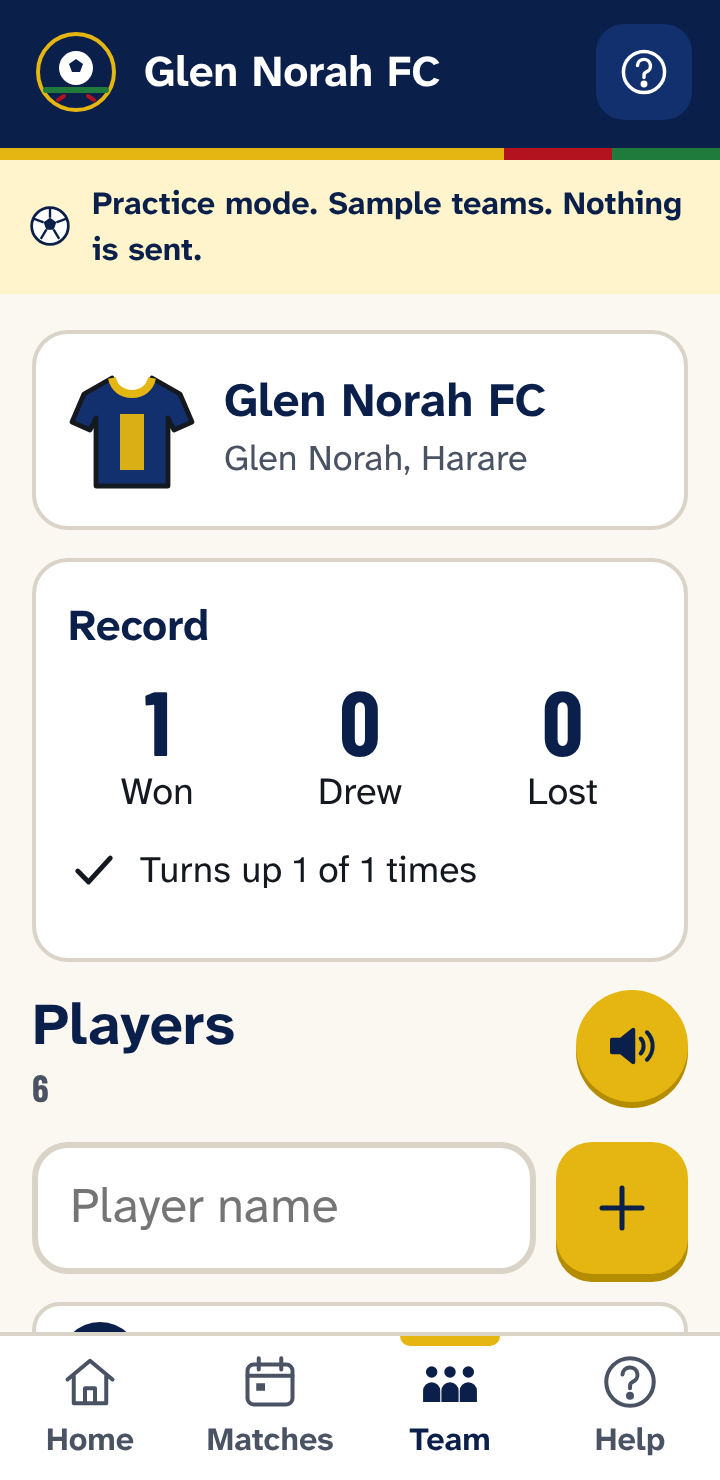 Glen Norah FC
Practice mode. Sample teams. Nothing
is sent.
Glen Norah FC
Glen Norah, Harare
Record
1 0 0
Won Drew Lost
Turns up 1 of 1 times
Players
6
Player name
Home Matches Team Help